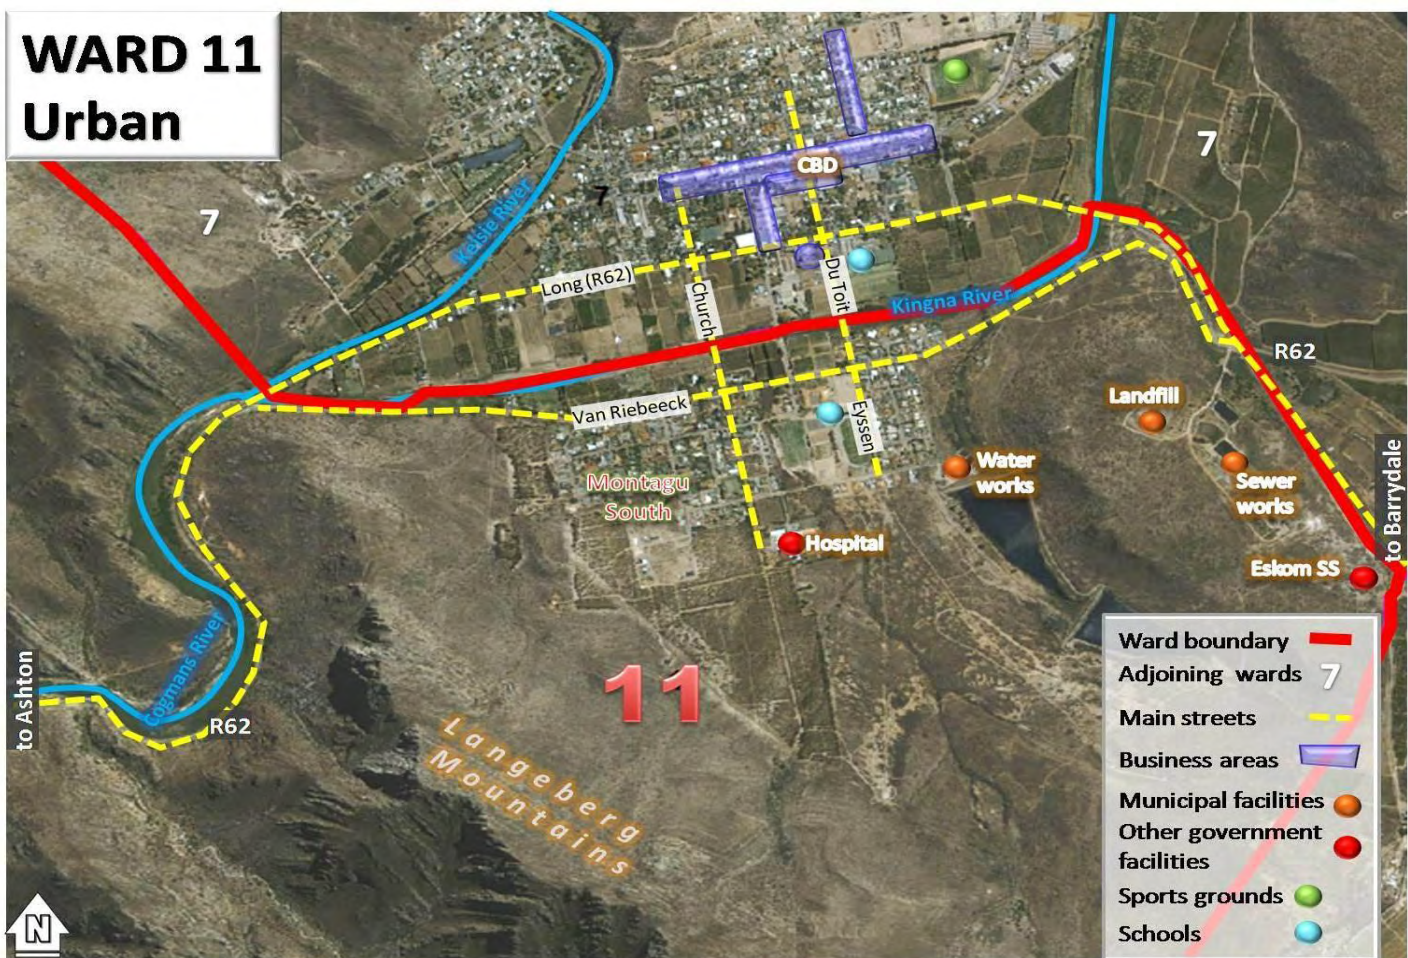 WARD 11
Urban
7
7
7
CBD
Keisie River
Long (R62)
Church
Du Toit
Kingna River
R62
Van Riebeeck
Eyssen
Landfill
Water
works
Sewer
works
Montagu
South
Hospital
to Barrydale
Eskom SS
Cogmans River
to Ashton
R62
11
Langeberg
Mountains
N
Ward boundary
Adjoining wards 7
Main streets
Business areas
Municipal facilities
Other government
facilities
Sports grounds
Schools